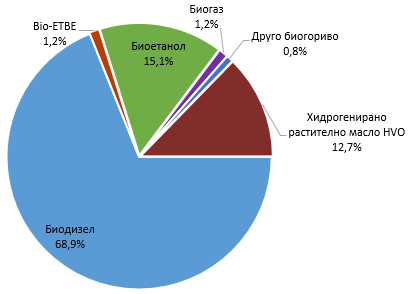 Bio-ETBE
1,2%
Биоетанол
15,1%
Биогаз
1,2%
Друго биогориво
0,8%
Хидрогенирано
растително масло HVO
12,7%
Биодизел
68,9%